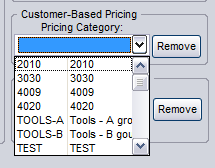 Customer-Based Pricing
Pricing Category:
Remove
2010 2010
3030 3030
4009 4009
4020 4020
TOOLS-A Tools - A grou
TOOLS-B Tools - B gou
TEST TEST
Remove